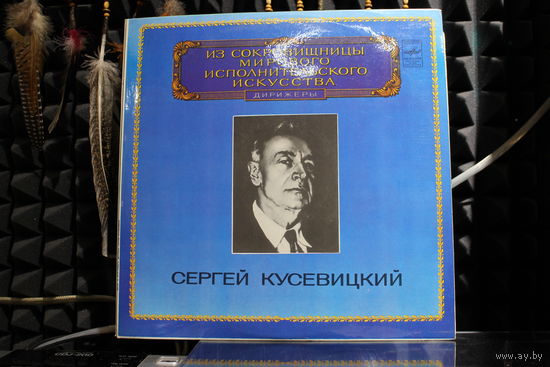 ИЗ СОКРОВИЩНИЦЫ
МИРОВОГО
ИСПОЛНИТЕЛЬСКОГО
ИСКУССТВА
ДИРИЖЕРЫ
СЕРГЕЙ КУСЕВИЦКИЙ
www.ay.by